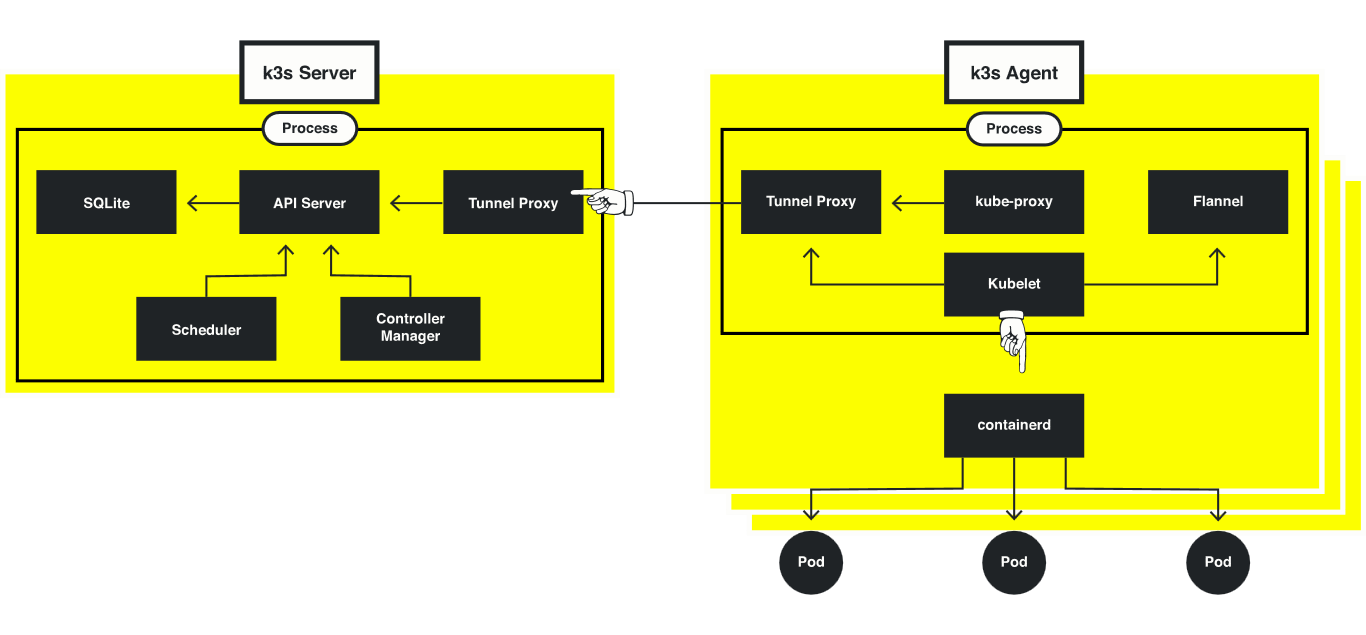 k3s Server
k3s Agent
Process
Process
SQLite
API Server
Tunnel Proxy
Tunnel Proxy
kube-proxy
Flannel
Kubelet
Scheduler
Controller
Manager
containerd
Pod
Pod
Pod